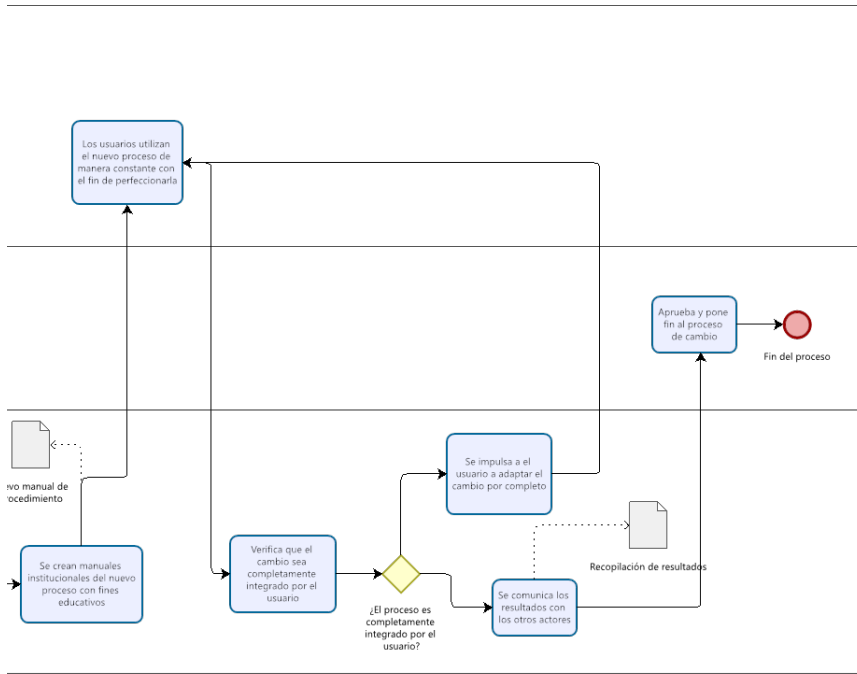 Los usuarios utilizan
el nuevo proceso de
manera constante con
el fin de perfeccionarla
Aprueba y pone
fin al proceso
de cambio
Fin del proceso
evo manual de
rocedimiento
Se impulsa a el
usuario a adaptar el
cambio por completo
Recopilación de resultados
Se crean manuales
institucionales del nuevo
proceso con fines
educativos
Verifica que el
cambio sea
completamente
integrado por el
usuario
¿El proceso es
completamente
integrado por el
usuario?
Se comunica los
resultados con
los otros actores